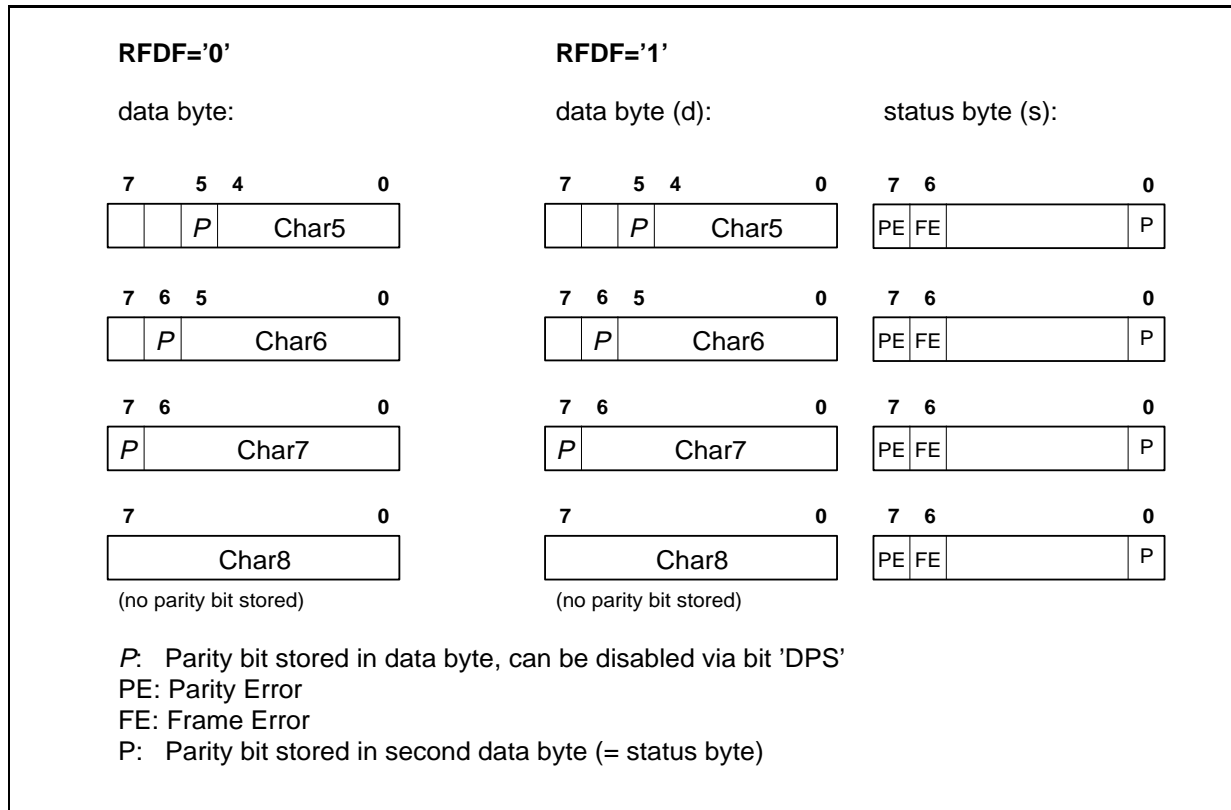 RFDF='0' RFDF='1'
data byte: data byte (d): status byte (s):
7 5 4 0 7 5 4 0 7 6 0
P Char5 P Char5 PE FE P
7 6 5 0 7 6 5 0 7 6 0
P Char6 P Char6 PE FE P
7 6 0 7 6 0 7 6 0
P Char7 P Char7 PE FE P
7 0 7 0 7 6 0
Char8 Char8 PE FE P
(no parity bit stored) (no parity bit stored)
P: Parity bit stored in data byte, can be disabled via bit 'DPS'
PE: Parity Error
FE: Frame Error
P: Parity bit stored in second data byte (= status byte)